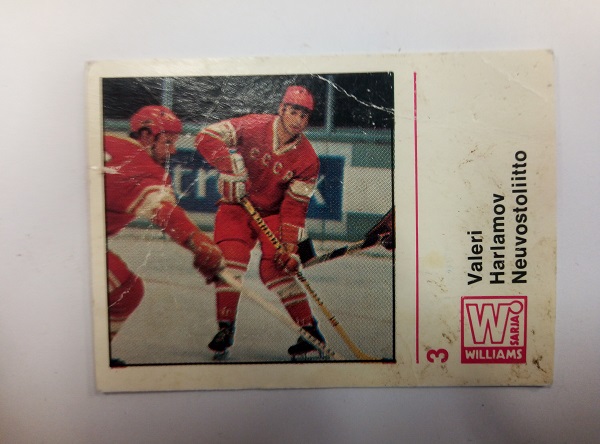 CCCP
3
Valeri
Harlamov
Neuvostoliitto
W
SARJA
WILLIAMS